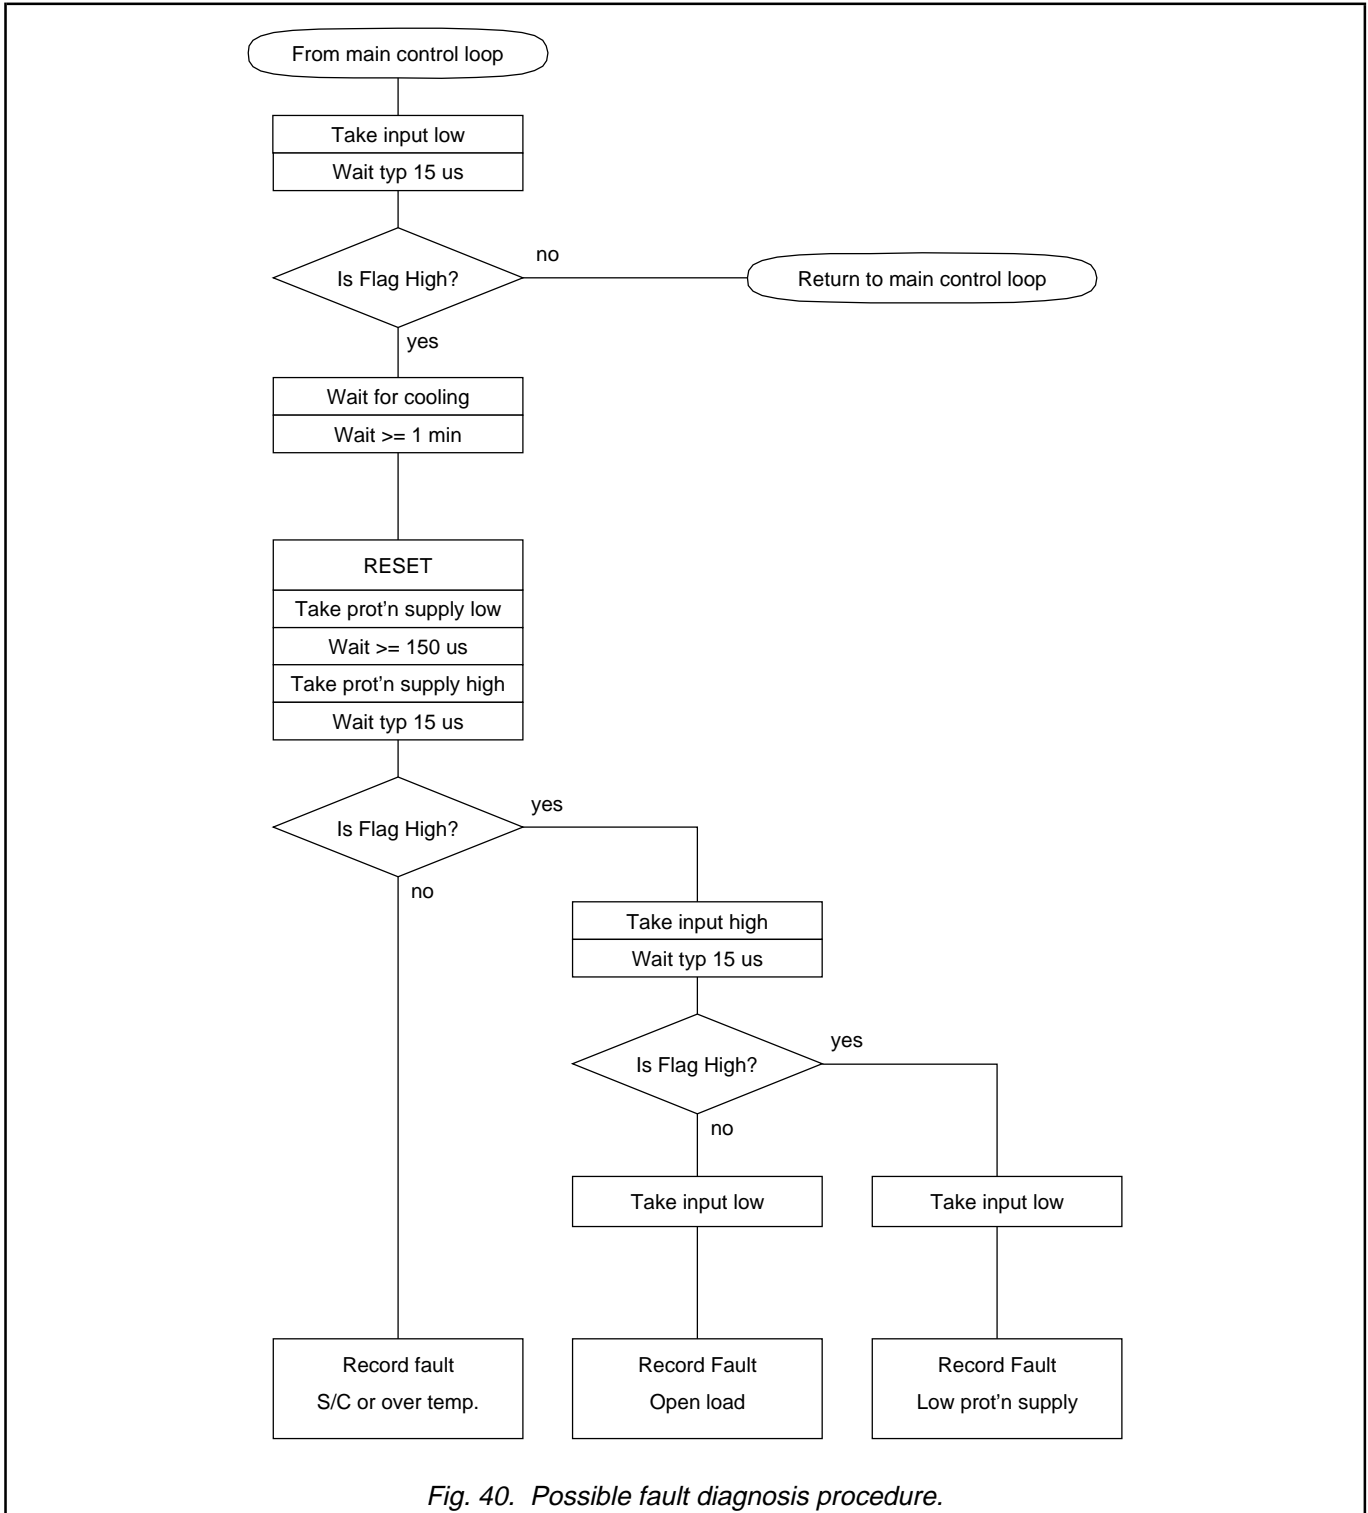 From main control loop
Take input low
Wait typ 15 us
Is Flag High?
no
Return to main control loop
yes
Wait for cooling
Wait >= 1 min
RESET
Take prot'n supply low
Wait >= 150 us
Take prot'n supply high
Wait typ 15 us
Is Flag High?
yes
no
Take input high
Wait typ 15 us
Is Flag High?
yes
no
Take input low
Take input low
Record fault
S/C or over temp.
Record Fault
Open load
Record Fault
Low prot'n supply
Fig. 40. Possible fault diagnosis procedure.